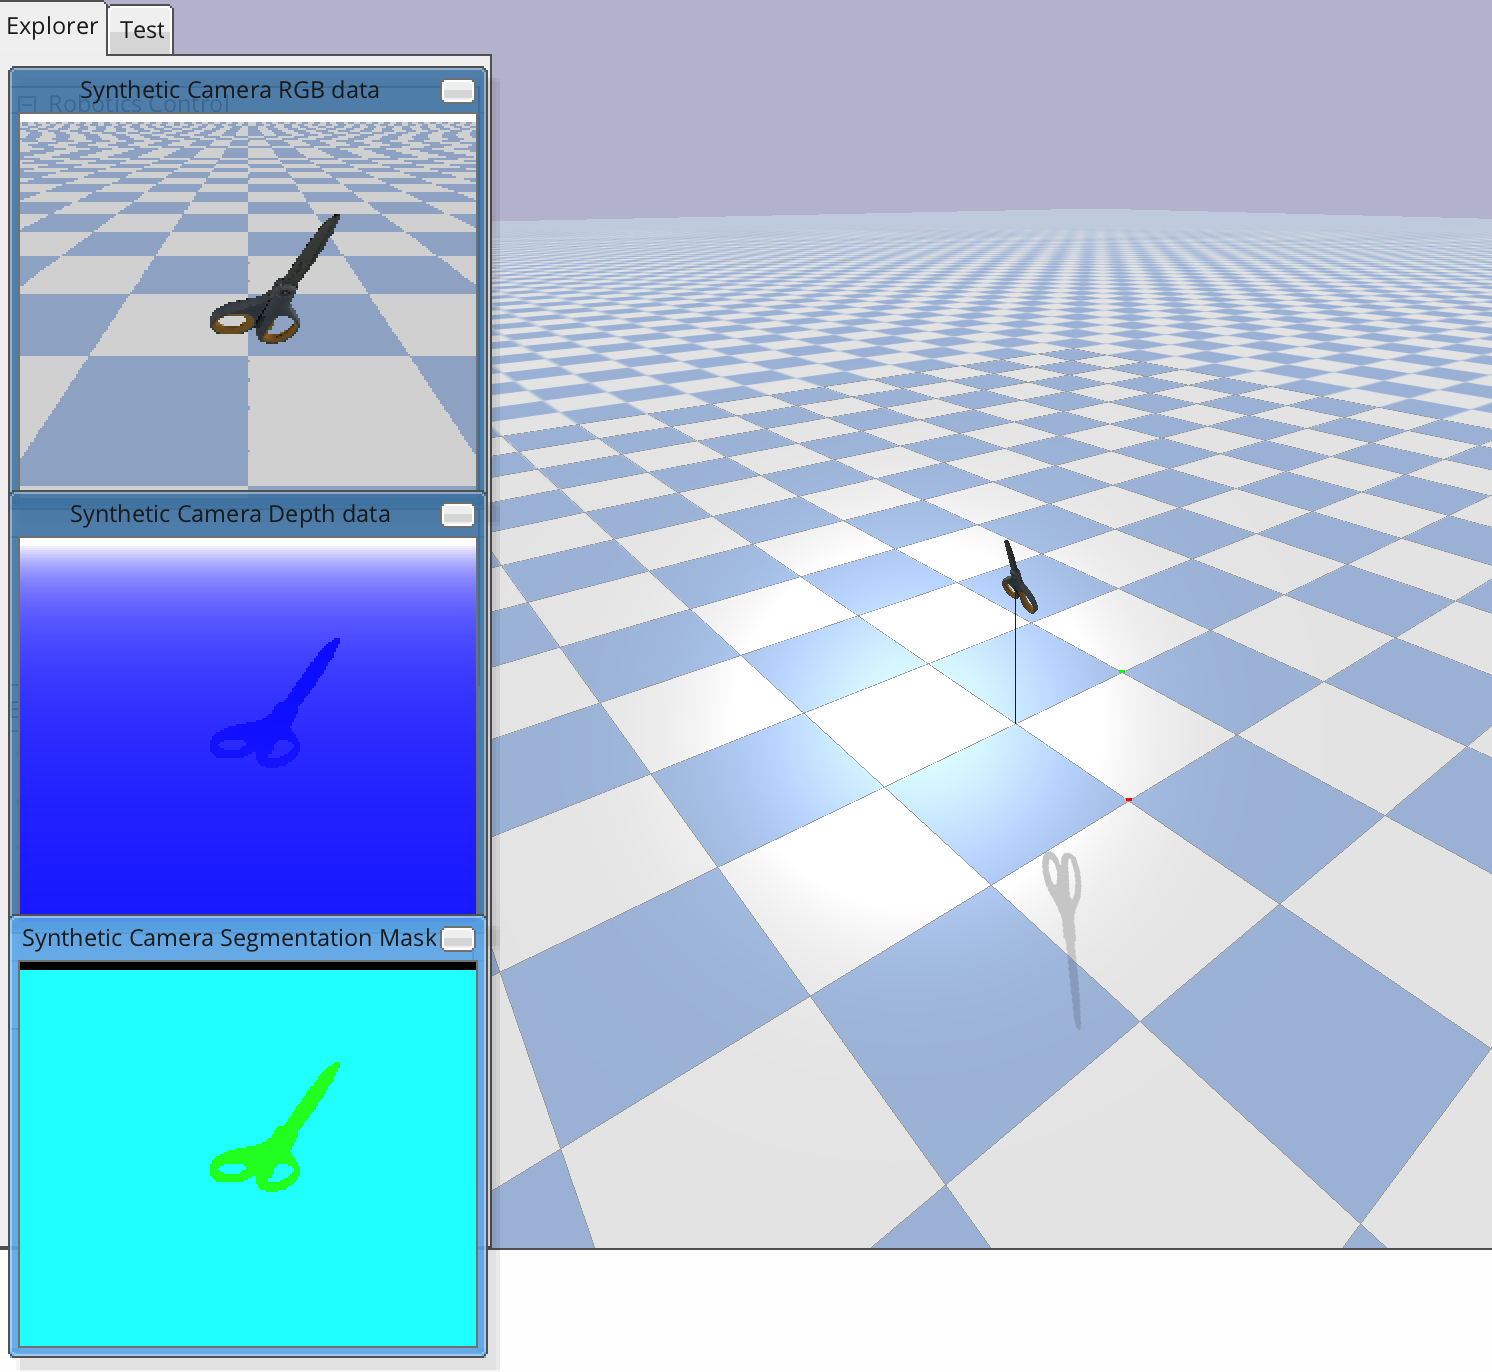 Explorer
Test
Synthetic Camera RGB data
Robotics Control
Synthetic Camera Depth data
Synthetic Camera Segmentation Mask